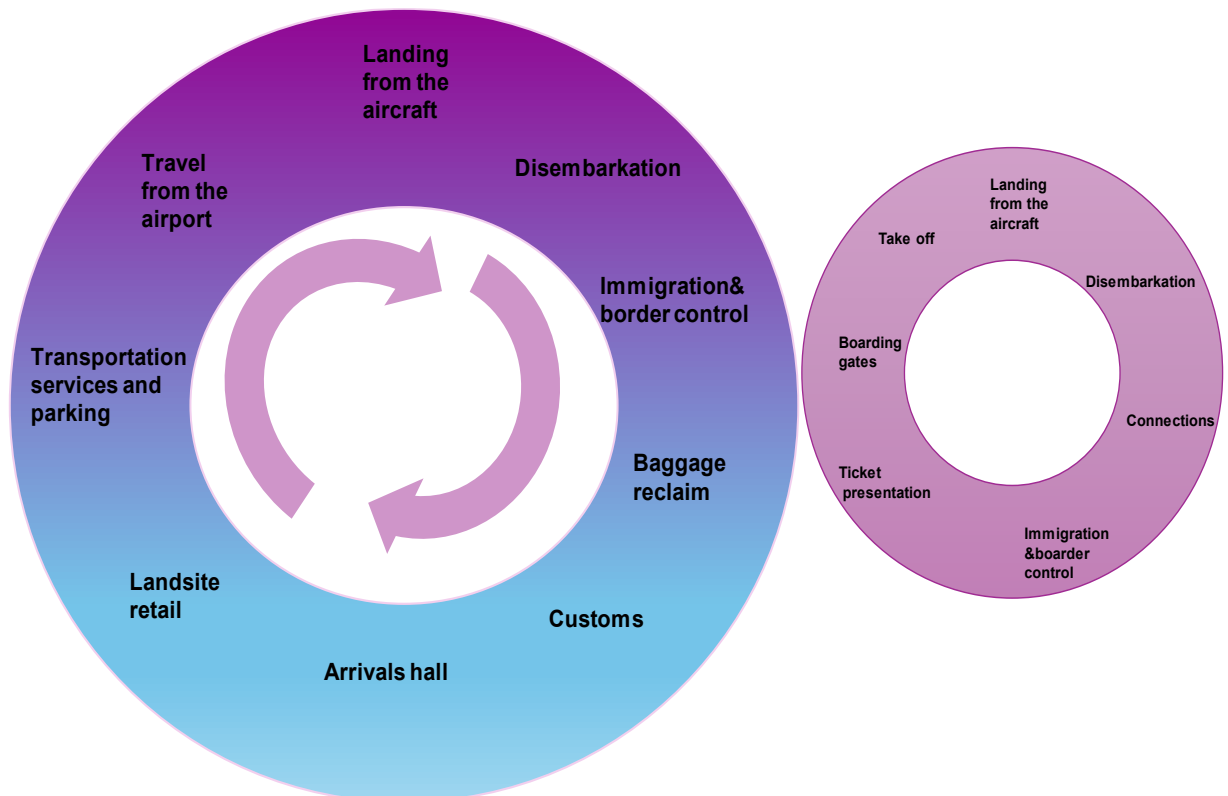 Landing
from the
aircraft
Disembarkation
Immigration&
border control
Baggage
reclaim
Customs
Arrivals hall
Landsite
retail
Transportation
services and
parking
Travel
from the
airport
Landing
from the
aircraft
Disembarkation
Connections
Immigration
&boarder
control
Ticket
presentation
Boarding
gates
Take off